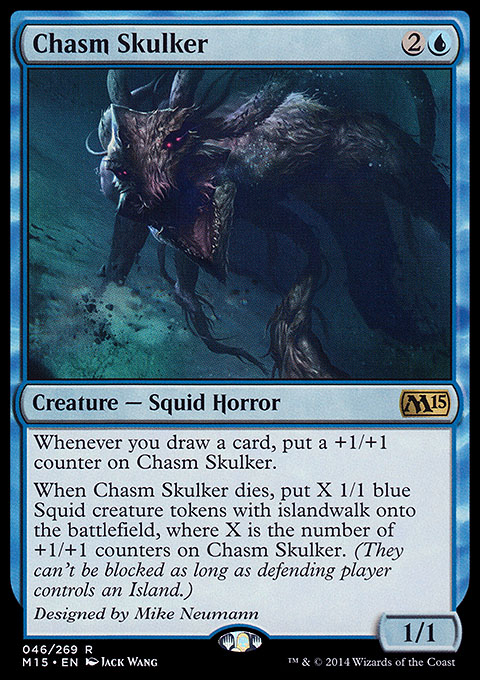 Chasm Skulker 2
Creature — Squid Horror M15
Whenever you draw a card, put a +1/+1
counter on Chasm Skulker.
When Chasm Skulker dies, put X 1/1 blue
Squid creature tokens with islandwalk onto
the battlefield, where X is the number of
+1/+1 counters on Chasm Skulker. (They
can't be blocked as long as defending player
controls an Island.)
Designed by Mike Neumann
1/1
046/269 R
M15 • EN Jack Wang
™ & © 2014 Wizards of the Coast